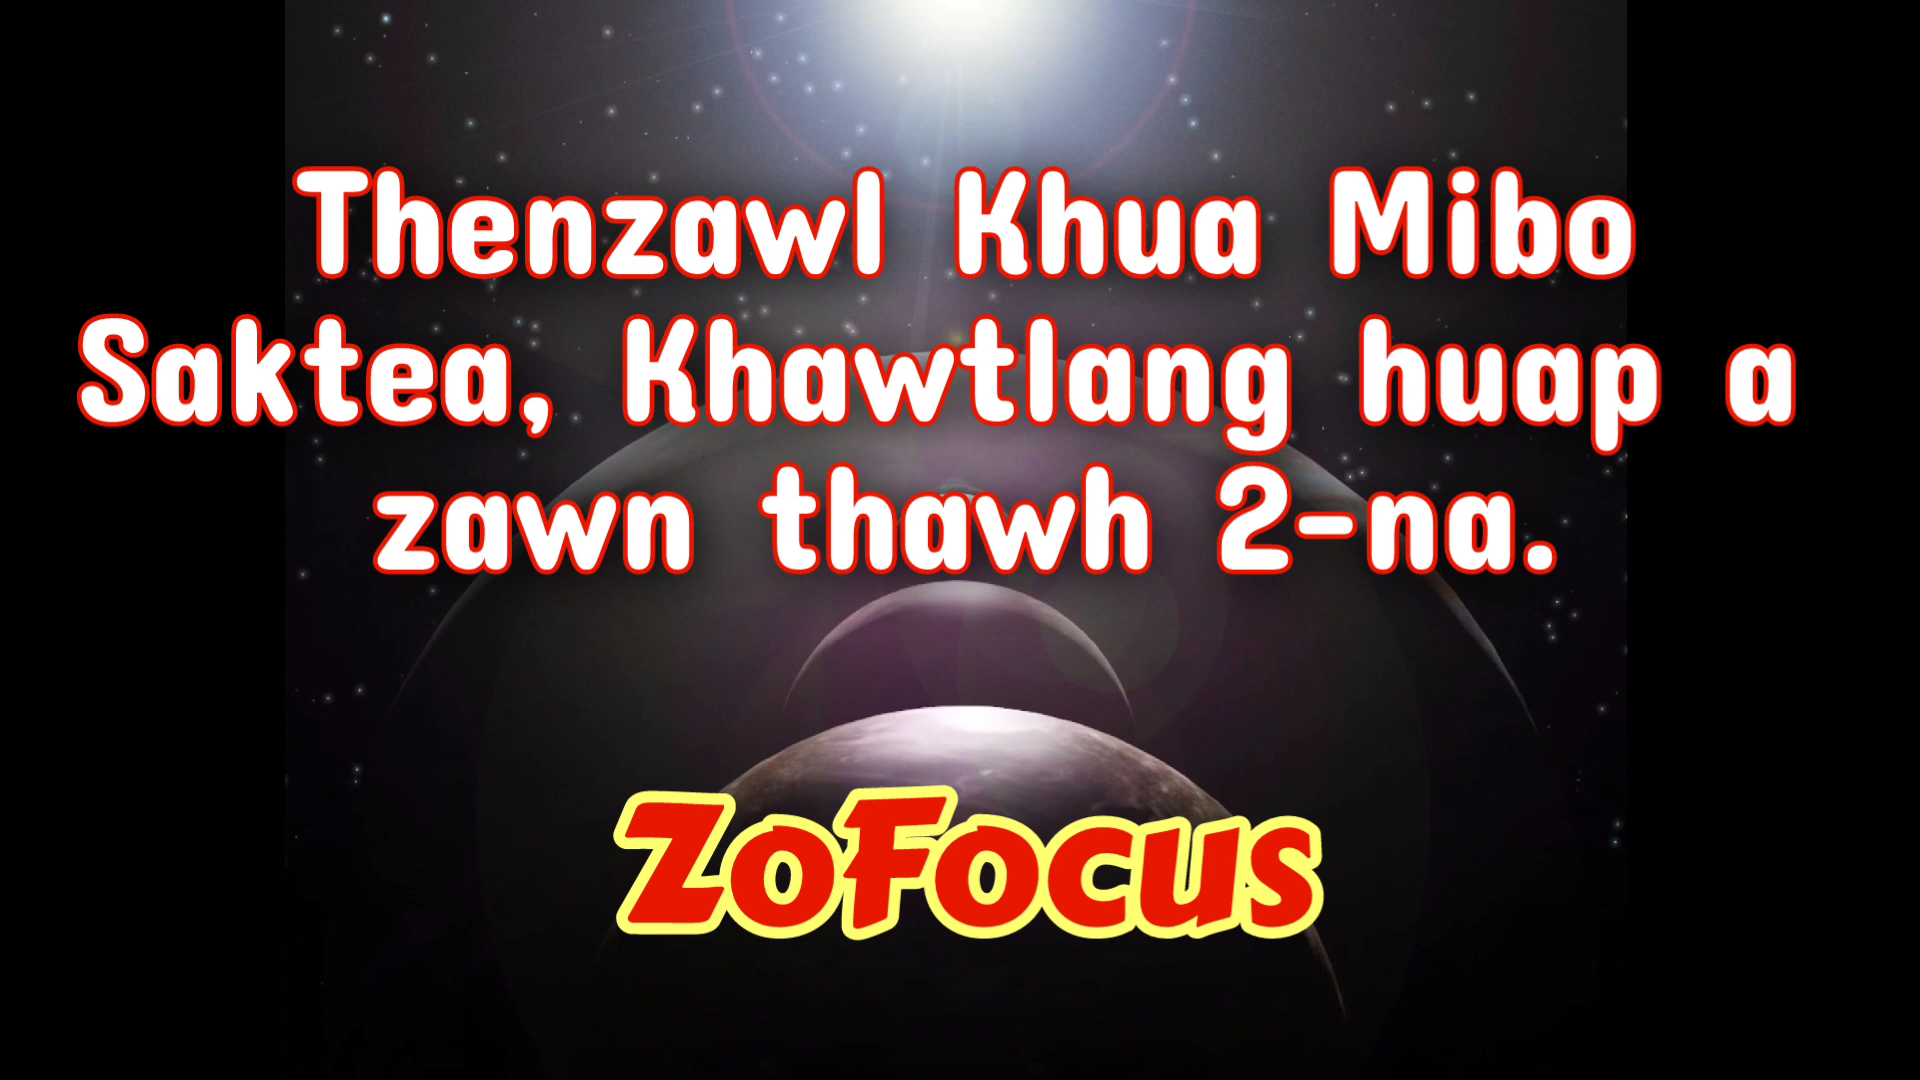 Thenzawl Khua Mibo
Saktea, Khawtlang huap a
zawn thawh 2-na.
ZoFocus